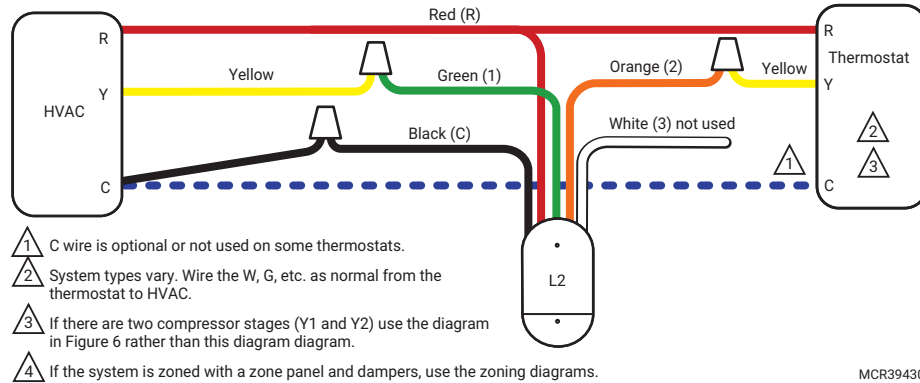 Red (R)
R
R
Thermostat
Yellow
Green (1)
Orange (2)
Yellow
Y
Y
HVAC
Black (C)
White (3) not used
2
1
3
C
C
1 C wire is optional or not used on some thermostats.
2 System types vary. Wire the W, G, etc. as normal from the
thermostat to HVAC.
L2
3 If there are two compressor stages (Y1 and Y2) use the diagram
in Figure 6 rather than this diagram diagram.
4 If the system is zoned with a zone panel and dampers, use the zoning diagrams.
MCR39430